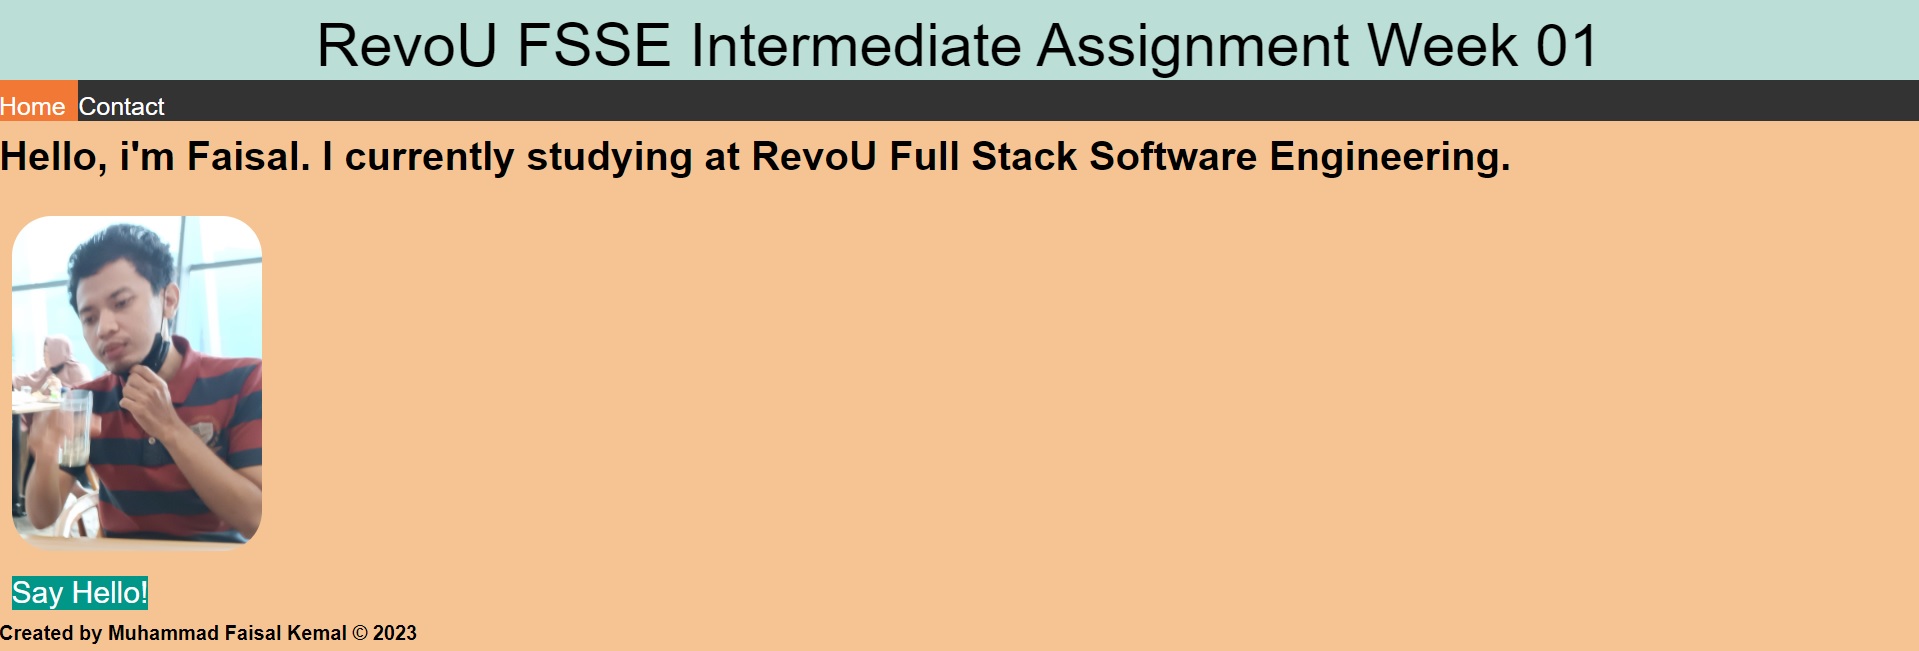 RevoU FSSE Intermediate Assignment Week 01
Home Contact
Hello, i'm Faisal. I currently studying at RevoU Full Stack Software Engineering.
Say Hello!
Created by Muhammad Faisal Kemal © 2023